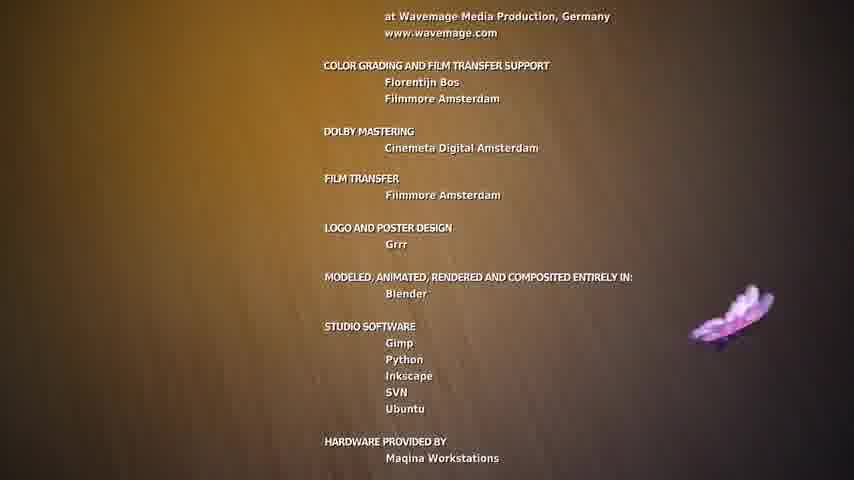 at Wavemage Media Production, Germany
www.wavemage.com
COLOR GRADING AND FILM TRANSFER SUPPORT
Florentijn Bos
Filmmore Amsterdam
DOLBY MASTERING
Cinemeta Digital Amsterdam
FILM TRANSFER
Filmmore Amsterdam
LOGO AND POSTER DESIGN
Grrr
MODELED, ANIMATED, RENDERED AND COMPOSITED ENTIRELY IN:
Blender
STUDIO SOFTWARE
Gimp
Python
Inkscape
SVN
Ubuntu
HARDWARE PROVIDED BY
Maqina Workstations